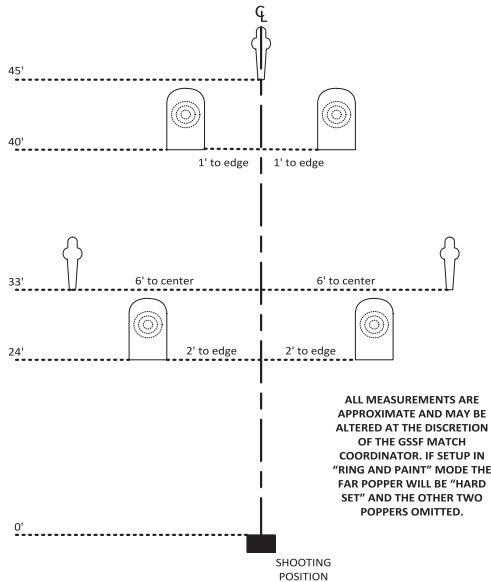 ℄
45'
40'
1' to edge 1' to edge
33'
6' to center 6' to center
24'
2' to edge 2' to edge
ALL MEASUREMENTS ARE
APPROXIMATE AND MAY BE
ALTERED AT THE DISCRETION
OF THE GSSF MATCH
COORDINATOR. IF SETUP IN
“RING AND PAINT” MODE THE
FAR POPPER WILL BE “HARD
SET” AND THE OTHER TWO
POPPERS OMITTED.
0'
SHOOTING
POSITION